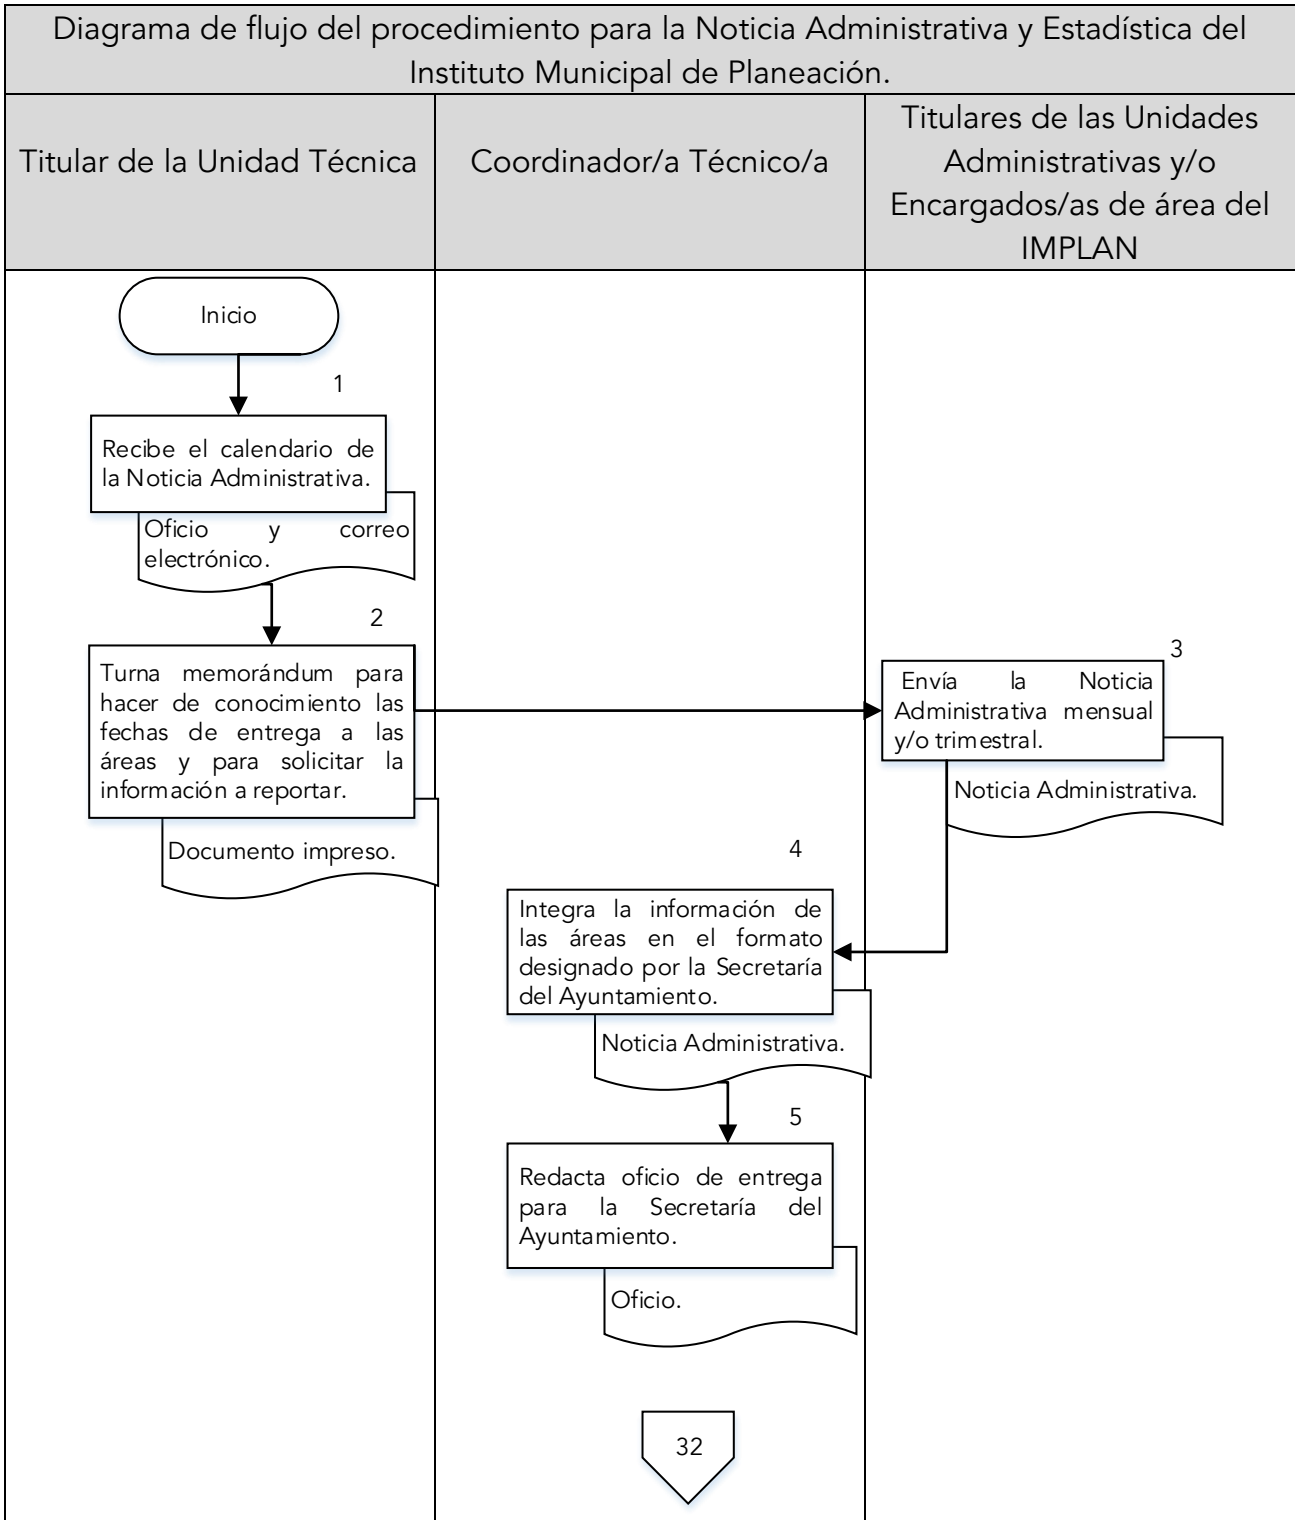 Diagrama de flujo del procedimiento para la Noticia Administrativa y Estadística del
Instituto Municipal de Planeación.
Titular de la Unidad Técnica
Coordinador/a Técnico/a
Titulares de las Unidades
Administrativas y/o
Encargados/as de área del
IMPLAN
Inicio
1
Recibe el calendario de
la Noticia Administrativa.
Oficio y correo
electrónico.
2
Turna memorándum para
hacer de conocimiento las
fechas de entrega a las
áreas y para solicitar la
información a reportar.
Documento impreso.
3
Envía la Noticia
Administrativa mensual
y/o trimestral.
Noticia Administrativa.
4
Integra la información de
las áreas en el formato
designado por la Secretaría
del Ayuntamiento.
Noticia Administrativa.
5
Redacta oficio de entrega
para la Secretaría del
Ayuntamiento.
Oficio.
32